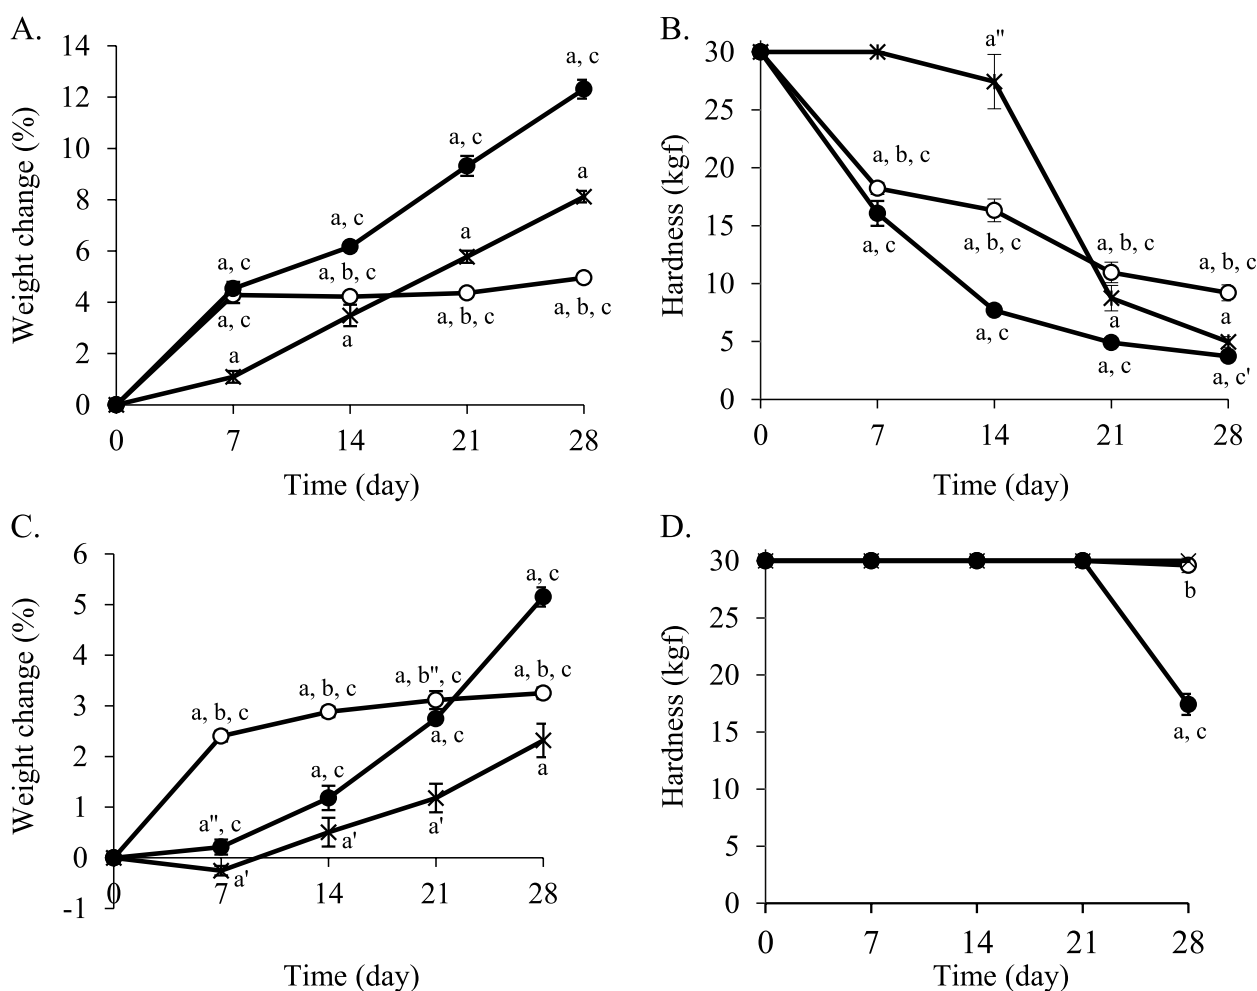 A.
Weight change (%)
14
12
10
8
6
4
2
0
0 7 14 21 28
Time (day)
a, c
a, c
a, c
a, c
a, b, c
a, c
a, b, c
a, b, c
a
a
a
a
B.
Hardness (kgf)
30
25
20
15
10
5
0
0 7 14 21 28
Time (day)
a"
a, b, c
a, c
a, b, c
a, c
a, b, c
a
a, c
a, b, c
a
a, c'
C.
Weight change (%)
6
5
4
3
2
1
0
-1
0 7 14 21 28
Time (day)
a, c
a, b, c
a, b", c
a, b, c
a, b, c
a, c
a, c
a", c
a
a'
a'
a'
D.
Hardness (kgf)
30
25
20
15
10
5
0
0 7 14 21 28
Time (day)
b
a, c